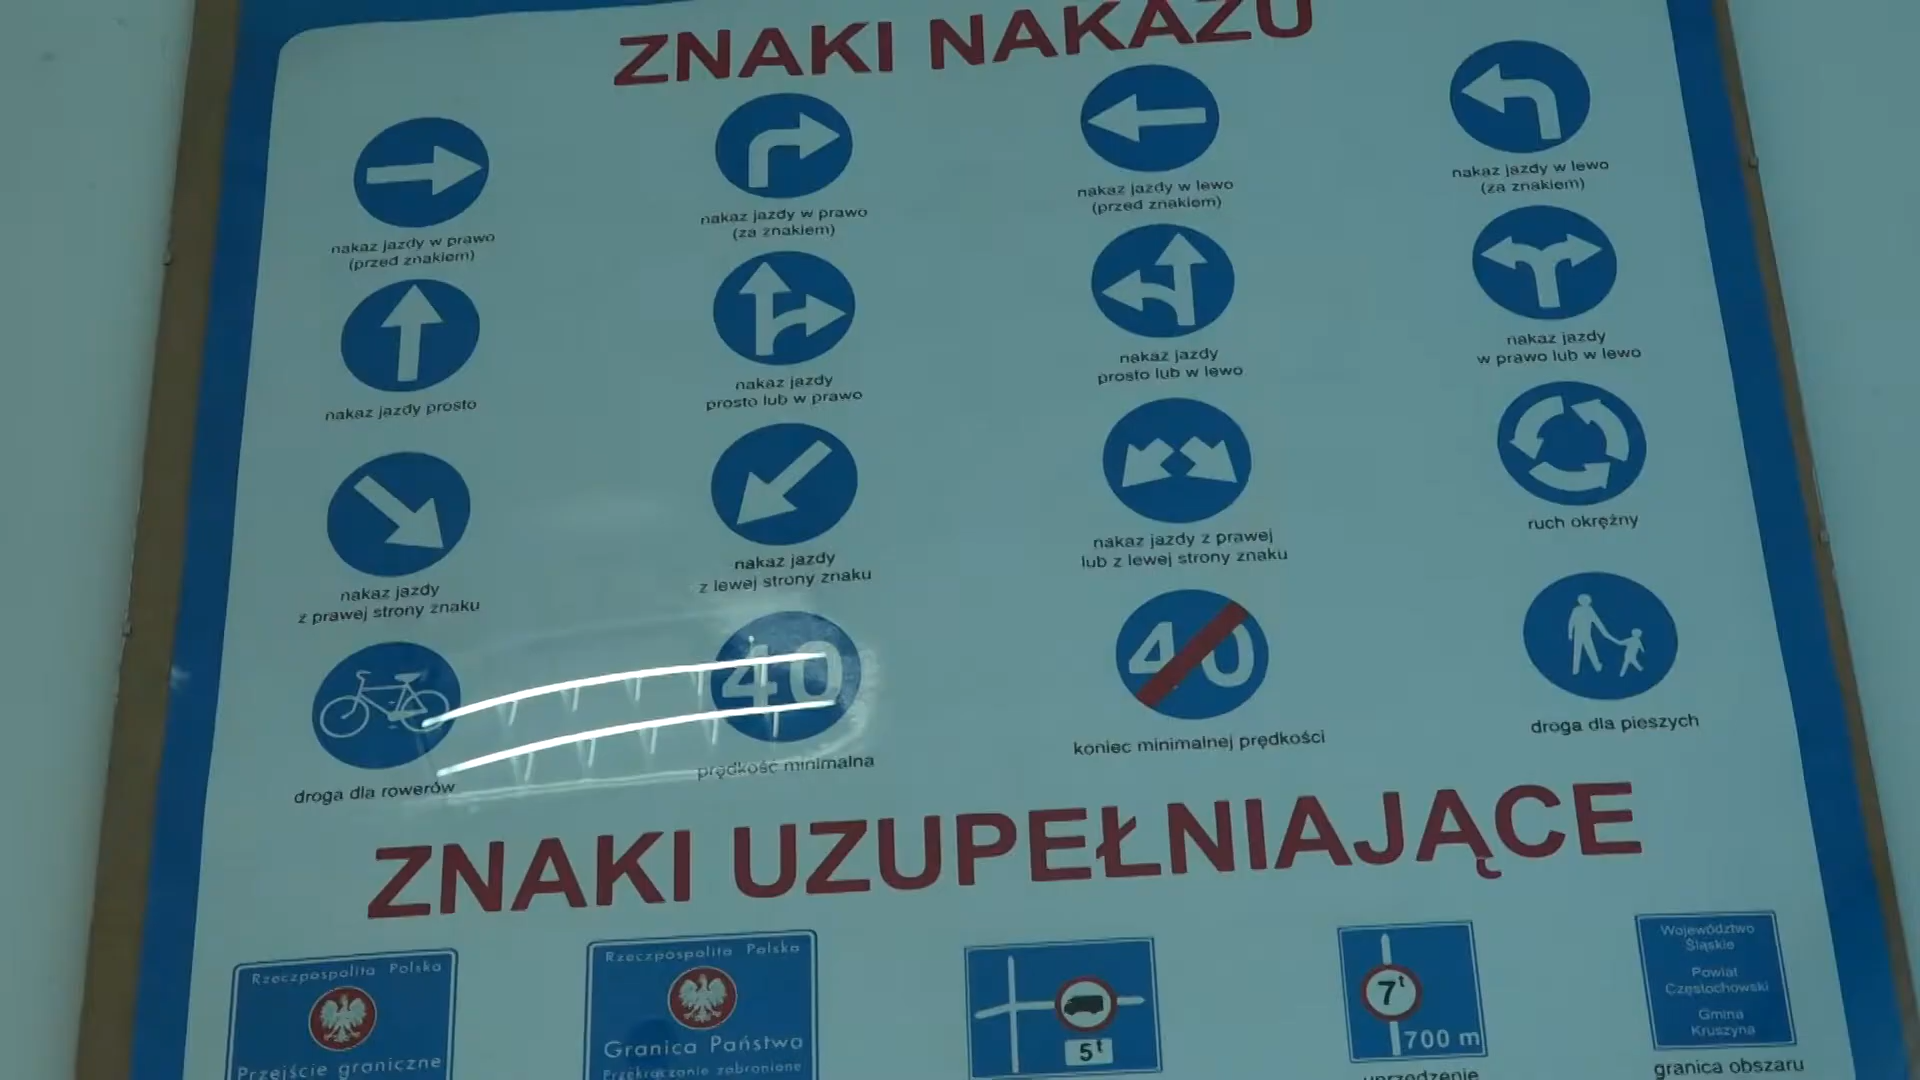 ZNAKI NAKAZU
nakaz jazdy w prawo
(przed znakiem)
nakaz jazdy w prawo
(za znakiem)
nakaz jazdy w lewo
(przed znakiem)
nakaz jazdy w lewo
(za znakiem)
nakaz jazdy prosto
nakaz jazdy
prosto lub w prawo
nakaz jazdy
prosto lub w lewo
nakaz jazdy
w prawo lub w lewo
nakaz jazdy
z prawej strony znaku
nakaz jazdy
z lewej strony znaku
nakaz jazdy z prawej
lub z lewej strony znaku
ruch okrężny
droga dla rowerów
40
prędkość minimalna
40
koniec minimalnej prędkości
droga dla pieszych
ZNAKI UZUPEŁNIAJĄCE
Rzeczpospolita Polska
Przejście graniczne
Rzeczpospolita Polska
Granica Państwa
Przekraczanie zabronione
5t
7t
700 m
uprzedzenie
Województwo
Śląskie
Powiat
Częstochowski
Gmina
Kruszyna
granica obszaru